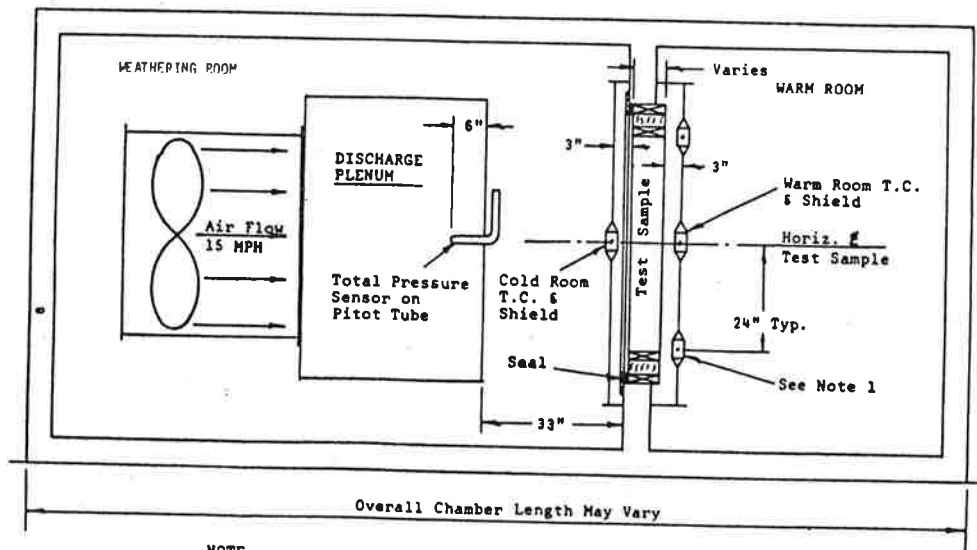 WEATHERING ROOM
Varies
WARM ROOM
6"
3"
DISCHARGE
PLENUM
3"
Warm Room T.C.
& Shield
Air Flow
15 MPH
Test Sample
Horiz. ℄
Test Sample
Total Pressure
Sensor on
Pitot Tube
Cold Room
T.C. &
Shield
24" Typ.
8
Seal
See Note 1
33"
Overall Chamber Length May Vary
NOTE